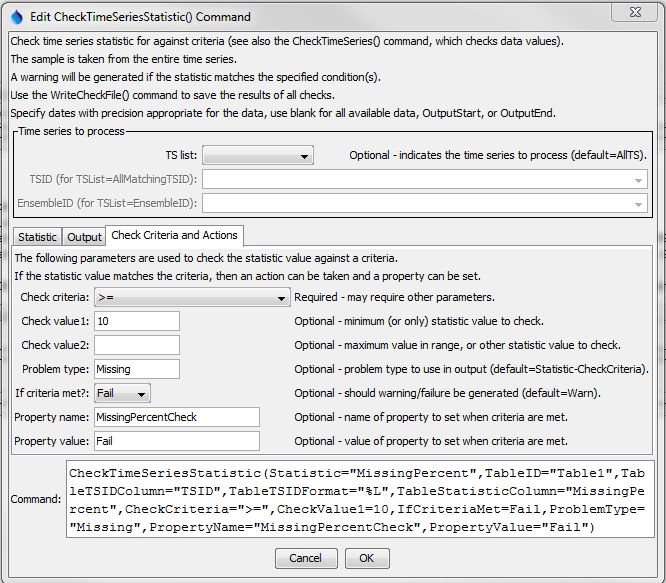 Edit CheckTimeSeriesStatistic() Command
Check time series statistic for against criteria (see also the CheckTimeSeries() command, which checks data values).
The sample is taken from the entire time series.
A warning will be generated if the statistic matches the specified condition(s).
Use the WriteCheckFile() command to save the results of all checks.
Specify dates with precision appropriate for the data, use blank for all available data, OutputStart, or OutputEnd.
Time series to process
TS list: Optional - indicates the time series to process (default=AllTS).
TSID (for TSList=AllMatchingTSID):
EnsembleID (for TSList=EnsembleID):
Statistic Output Check Criteria and Actions
The following parameters are used to check the statistic value against a criteria.
If the statistic value matches the criteria, then an action can be taken and a property can be set.
Check criteria: >= Required - may require other parameters.
Check value1: 10 Optional - minimum (or only) statistic value to check.
Check value2: Optional - maximum value in range, or other statistic value to check.
Problem type: Missing Optional - problem type to use in output (default=Statistic-CheckCriteria).
If criteria met?: Fail Optional - should warning/failure be generated (default=Warn).
Property name: MissingPercentCheck Optional - name of property to set when criteria are met.
Property value: Fail Optional - value of property to set when criteria are met.
CheckTimeSeriesStatistic(Statistic="MissingPercent",TableID="Table1",Tab
leTSIDColumn="TSID",TableTSIDFormat="%L",TableStatisticColumn="MissingPe
Command: rcent",CheckCriteria=">=",CheckValue1=10,IfCriteriaMet=Fail,ProblemType=
"Missing",PropertyName="MissingPercentCheck",PropertyValue="Fail")
Cancel OK